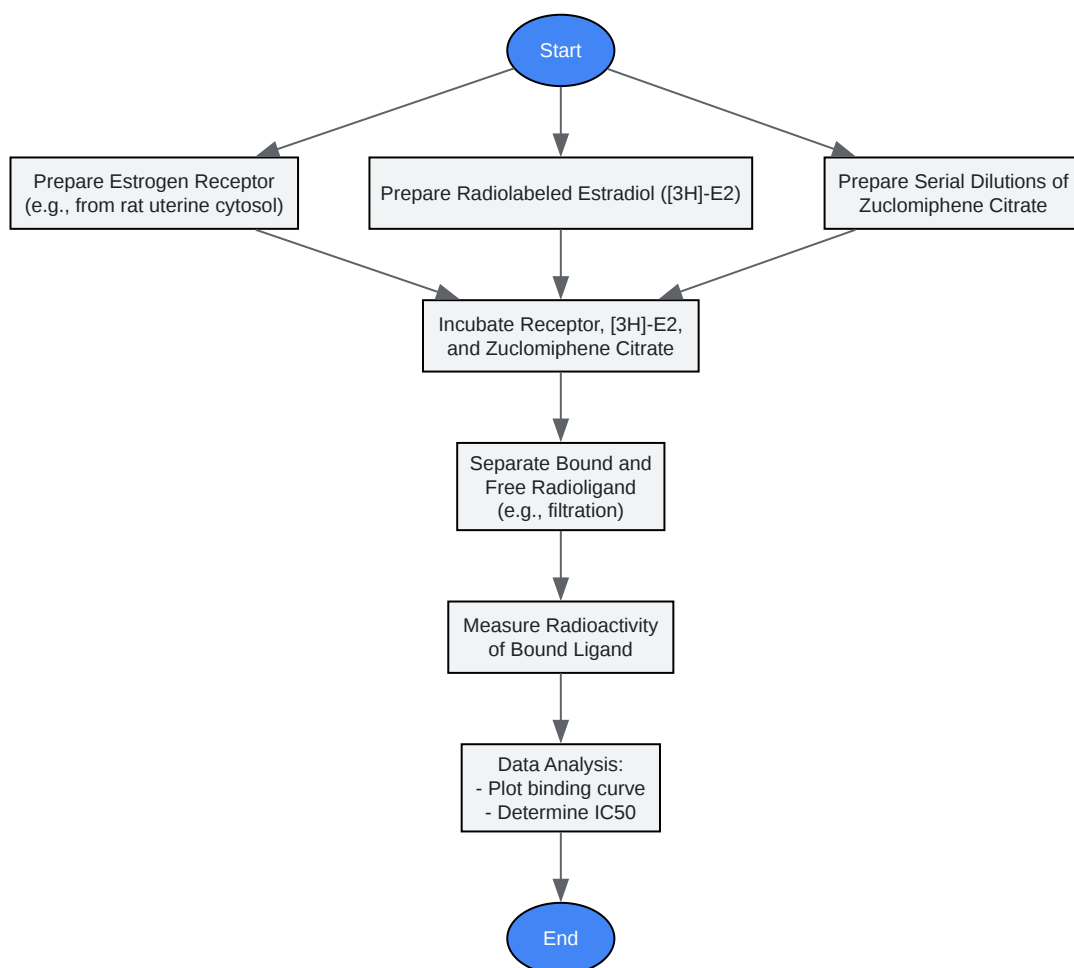 Start
Prepare Estrogen Receptor
(e.g., from rat uterine cytosol)
Prepare Radiolabeled Estradiol ([3H]-E2)
Prepare Serial Dilutions of
Zuclomiphene Citrate
Incubate Receptor, [3H]-E2,
and Zuclomiphene Citrate
Separate Bound and
Free Radioligand
(e.g., filtration)
Measure Radioactivity
of Bound Ligand
Data Analysis:
- Plot binding curve
- Determine IC50
End